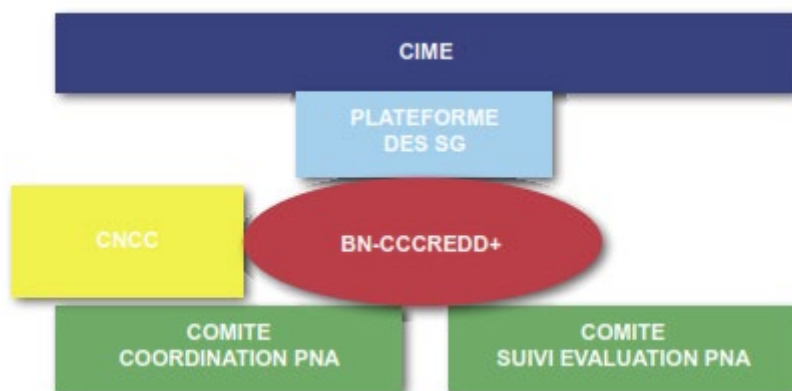 CIME
PLATEFORME
DES SG
CNCC
BN-CCCREDD+
COMITE
COORDINATION PNA
COMITE
SUIVI EVALUATION PNA